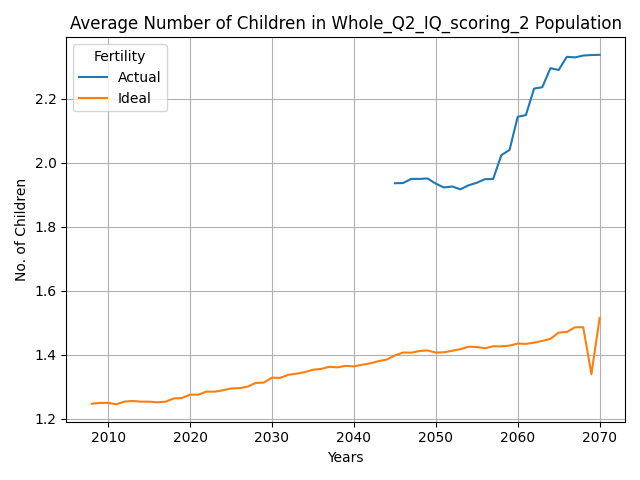 Average Number of Children in Whole_Q2_IQ_scoring_2 Population
Fertility
Actual
Ideal
No. of Children
2.2
2.0
1.8
1.6
1.4
1.2
2010 2020 2030 2040 2050 2060 2070
Years